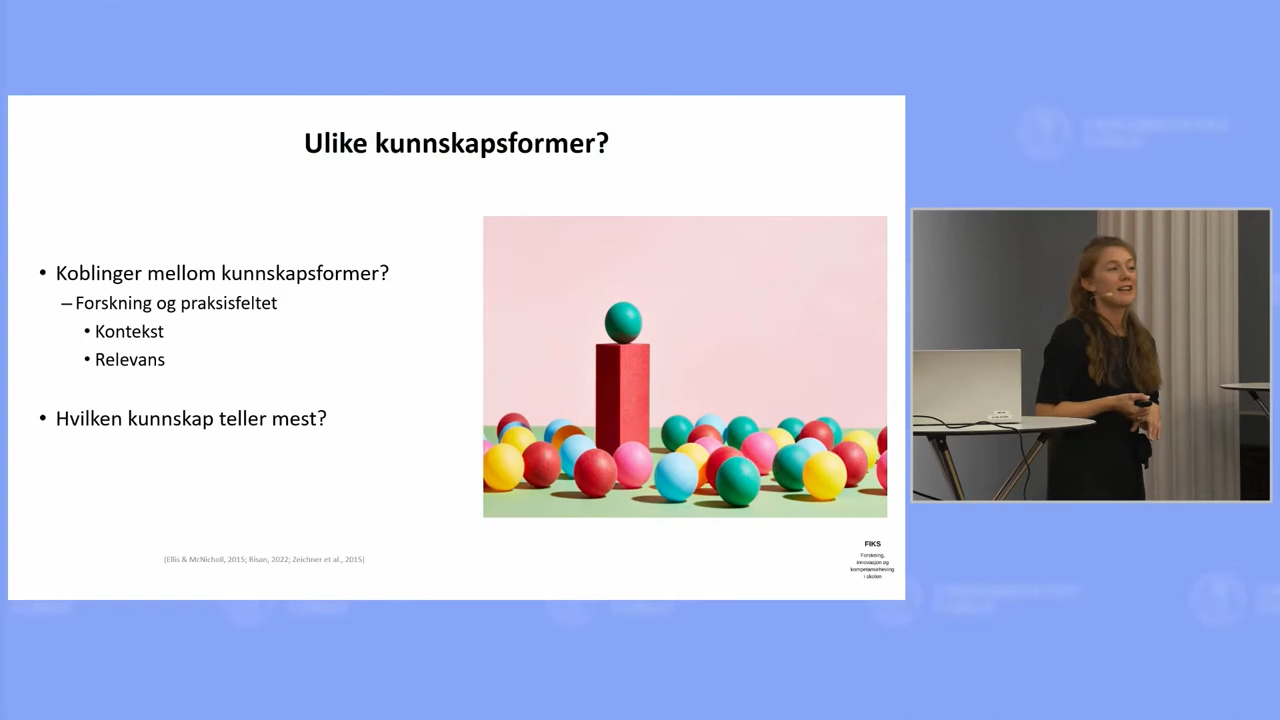 Ulike kunnskapsformer?
• Koblinger mellom kunnskapsformer?
– Forskning og praksisfeltet
• Kontekst
• Relevans
• Hvilken kunnskap teller mest?
(Ellis & McNicholl, 2015; Risan, 2022; Zeichner et al., 2015)
FIKS
Forskning,
innovasjon og
kompetanseheving
i skolen